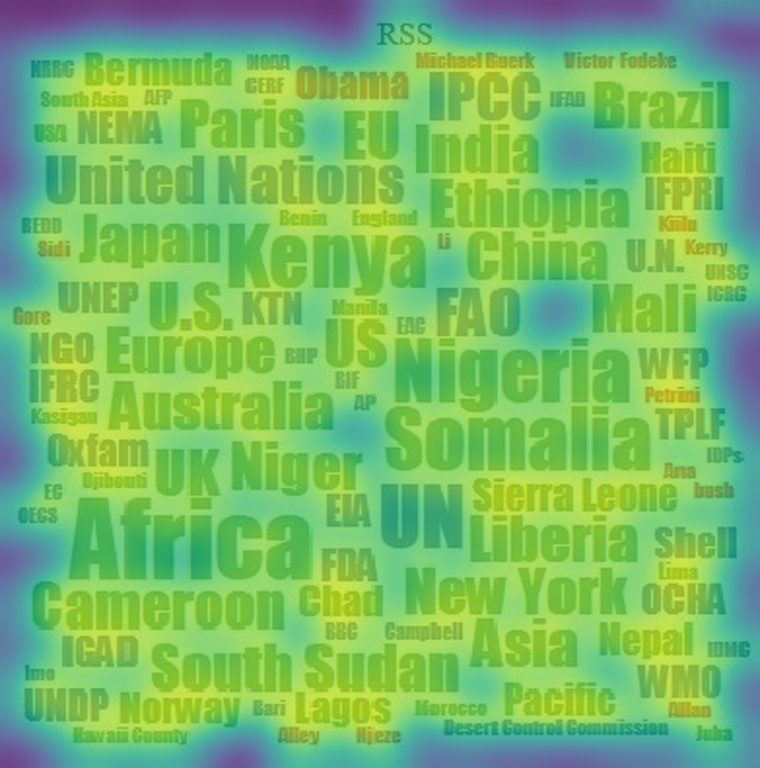 RSS
NRRC Bermuda NOAA Michael Buerk Victor Fodeke
South Asia AFP CERF Obama IPCC IFAD Brazil
USA NEMA Paris EU India Haiti
United Nations Ethiopia IFPRI
REDD Benin England Kiilu
Sidi Japan Kenya Li China U.N. Kerry
UNSG
UNEP U.S. KTN Manila FAO Mali ICRC
Gore EAC
NGO Europe BHP US Nigeria WFP
IFRC BIF Petrini
Kasigau Australia AP Somalia TPLF
Oxfam UK Niger IDPs
Djibouti Ana
EC EIA UN Sierra Leone bush
OECS Africa Liberia Shell
FDA Lima
Cameroon Chad New York OCHA
BBC Campbell
IGAD Asia Nepal IDMC
Imo South Sudan WMO
UNDP Norway Bari Lagos Morocco Pacific Allan
Hawaii County Alley Njeze Desert Control Commission Juba